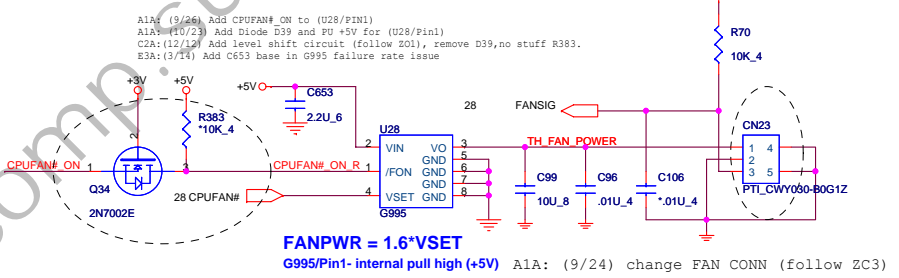 A1A: (9/26) Add CPUFAN#_ON to (U28/PIN1)
A1A: (10/23) Add Diode D39 and PU +5V for (U28/Pin1)
C2A:(12/12) Add level shift circuit (follow ZO1), remove D39,no stuff R383.
E3A:(3/14) Add C653 base in G995 failure rate issue
R70
10K_4
+3V
+5V
+5V
C653
2.2U_6
28
FANSIG
R383
*10K_4
CN23
U28
TH_FAN_POWER
2
2 VIN
VO 3
GND 5
GND 6
GND 7
GND 8
1 4
2
3 5
CPUFAN#_ON 1
3
CPUFAN#_ON_R 1 /FON
Q34
28 CPUFAN#
4 VSET
G995
2N7002E
C99
10U_8
C96
.01U_4
C106
*.01U_4
PTI_CWY030-B0G1Z
FANPWR = 1.6*VSET
G995/Pin1- internal pull high (+5V)
A1A: (9/24) change FAN CONN (follow ZC3)
comp.s